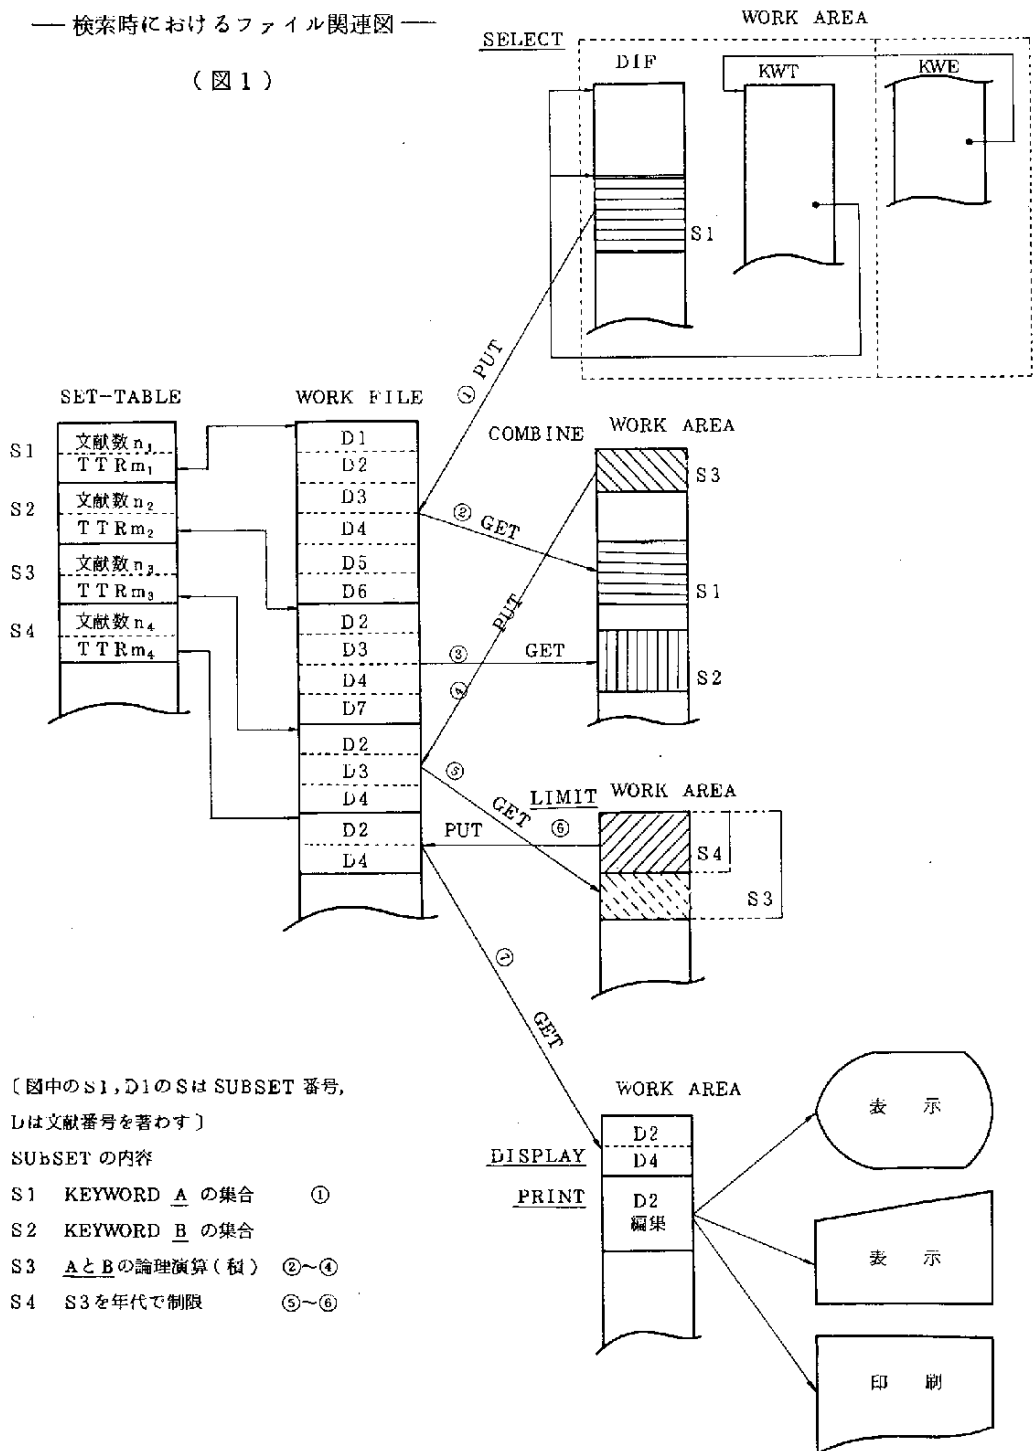 ── 検索時におけるファイル関連図 ──
(図1)
WORK AREA
SELECT
DIF
KWT
KWE
S1
① PUT
SET-TABLE
WORK FILE
S1
文献数n₁
TTRm₁
S2
文献数n₂
TTRm₂
S3
文献数n₃
TTRm₃
S4
文献数n₄
TTRm₄
D1
D2
D3
D4
D5
D6
D2
D3
D4
D7
D2
D3
D4
D2
D4
COMBINE
WORK AREA
S3
② GET
S1
PUT
③ GET
S2
④
⑤
GET
LIMIT
WORK AREA
PUT
⑥
S4
S3
⑦
GET
WORK AREA
D2
DISPLAY
D4
PRINT
D2
編集
表 示
表 示
印 刷
〔図中のS1,D1のSはSUBSET 番号,
Dは文献番号を著わす〕
SUBSET の内容
S1 KEYWORD A の集合 ①
S2 KEYWORD B の集合
S3 AとBの論理演算(積) ②~④
S4 S3を年代で制限 ⑤~⑥